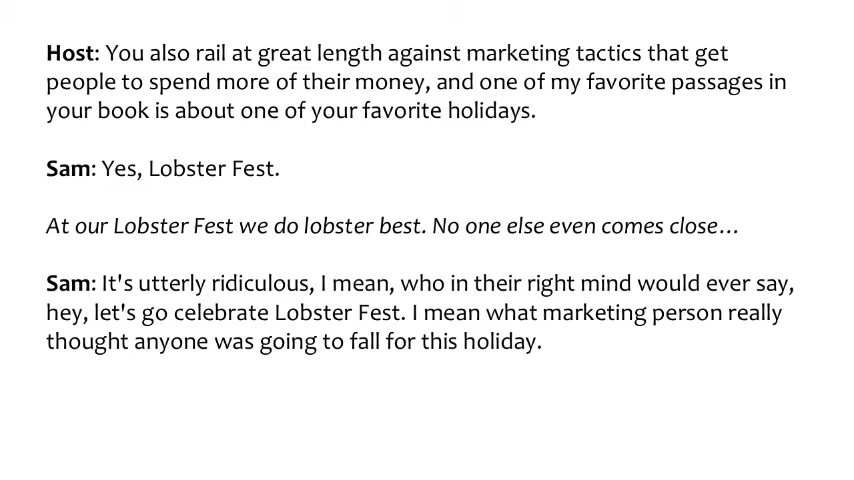 Host: You also rail at great length against marketing tactics that get
people to spend more of their money, and one of my favorite passages in
your book is about one of your favorite holidays.
Sam: Yes, Lobster Fest.
At our Lobster Fest we do lobster best. No one else even comes close…
Sam: It's utterly ridiculous, I mean, who in their right mind would ever say,
hey, let's go celebrate Lobster Fest. I mean what marketing person really
thought anyone was going to fall for this holiday.